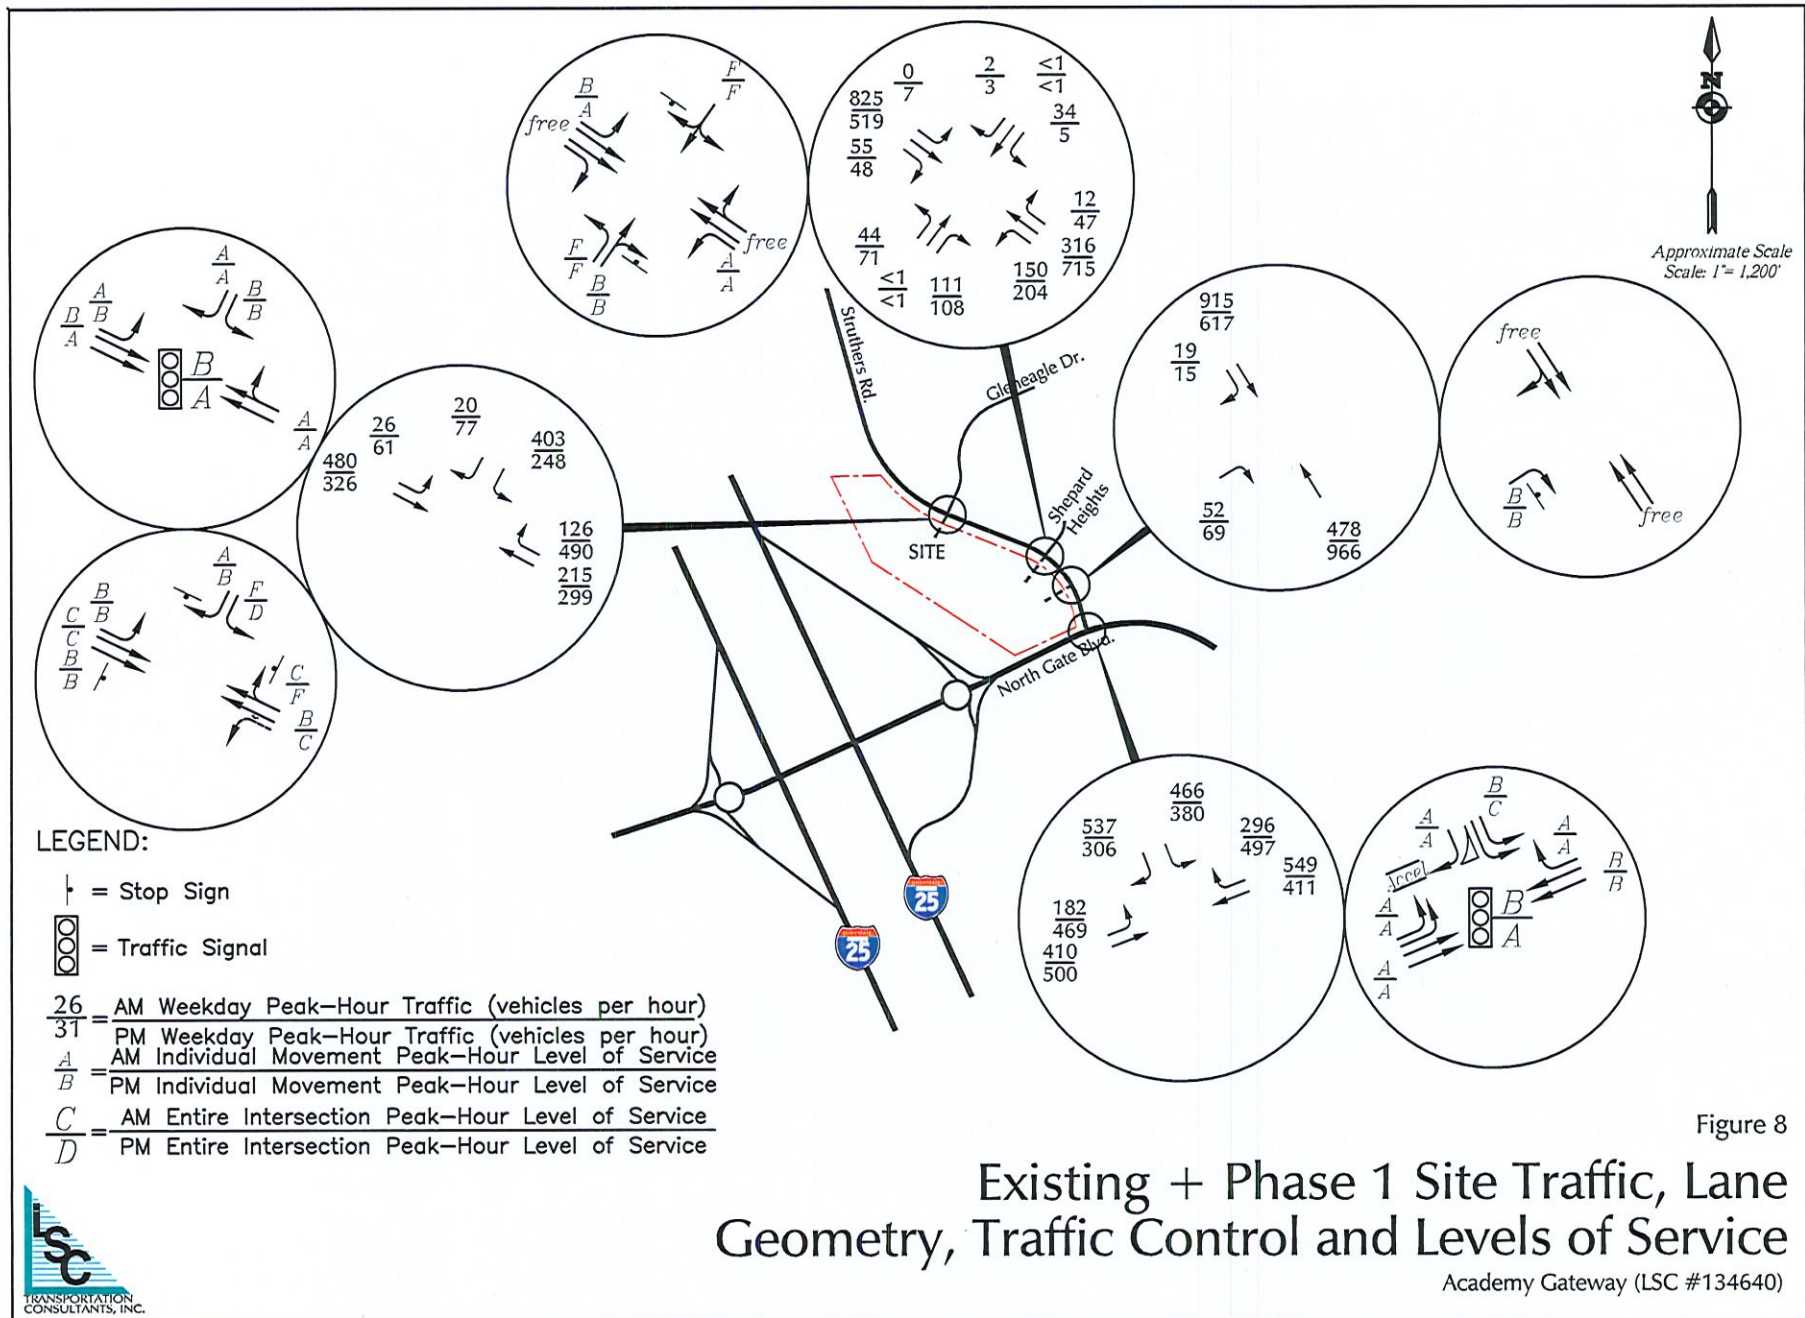 F
F
B
A
free
free
F
F
B
B
A
A
0
7
2
3
<1
<1
825
519
34
5
55
48
12
47
316
715
44
71
<1
<1
111
108
150
204
N
Approximate Scale
Scale: 1"= 1,200'
A
A
B
B
A
B
B
A
B
A
A
A
20
77
26
61
403
248
480
326
126
490
215
299
A
B
F
D
B
B
C
C
B
B
C
F
B
C
Struthers Rd.
Gleneagle Dr.
Shepard
Heights
SITE
North Gate Blvd.
25
25
915
617
19
15
52
69
478
966
free
B
B
free
466
380
537
306
296
497
549
411
182
469
410
500
B
C
A
A
A
A
B
B
Accel
A
A
B
A
A
A
LEGEND:
= Stop Sign
= Traffic Signal
26 = AM Weekday Peak-Hour Traffic (vehicles per hour)
31 PM Weekday Peak-Hour Traffic (vehicles per hour)
A = AM Individual Movement Peak-Hour Level of Service
B PM Individual Movement Peak-Hour Level of Service
C = AM Entire Intersection Peak-Hour Level of Service
D PM Entire Intersection Peak-Hour Level of Service
Figure 8
Existing + Phase 1 Site Traffic, Lane
Geometry, Traffic Control and Levels of Service
Academy Gateway (LSC #134640)
LSC
TRANSPORTATION
CONSULTANTS, INC.